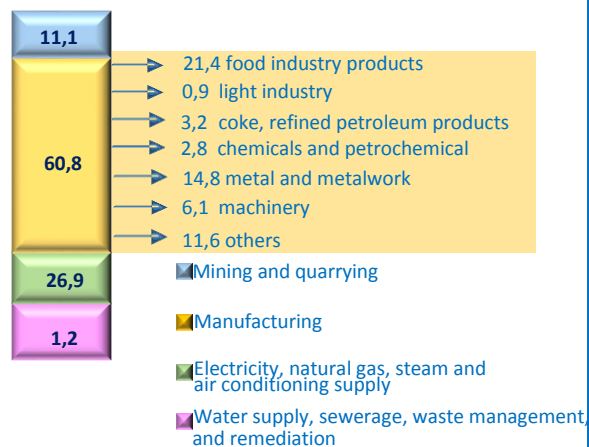 11,1
60,8
26,9
1,2
21,4 food industry products
0,9 light industry
3,2 coke, refined petroleum products
2,8 chemicals and petrochemical
14,8 metal and metalwork
6,1 machinery
11,6 others
Mining and quarrying
Manufacturing
Electricity, natural gas, steam and
air conditioning supply
Water supply, sewerage, waste management,
and remediation